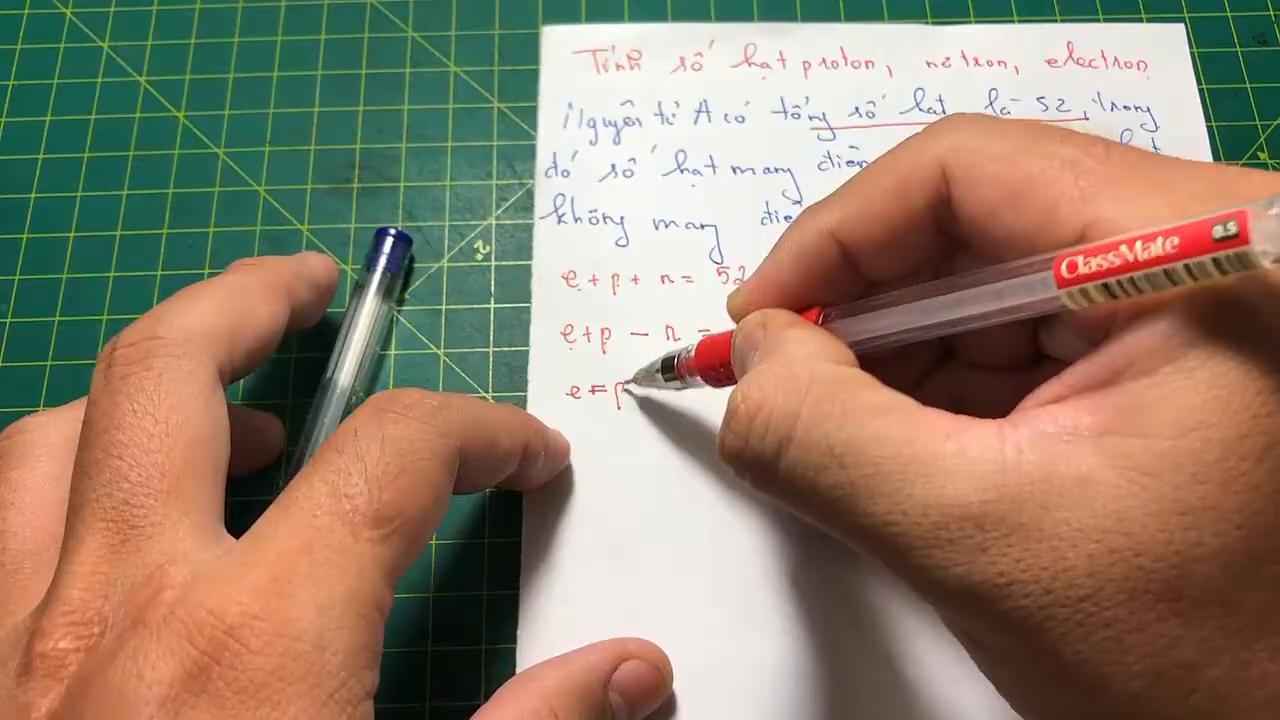 Tính số hạt proton, nơtron, electron
Nguyên tử A có tổng số hạt là 52, trong
đó số hạt mang điện
không mang
e + p + n = 52
e + p - n =
e = p
ClassMate 0.5